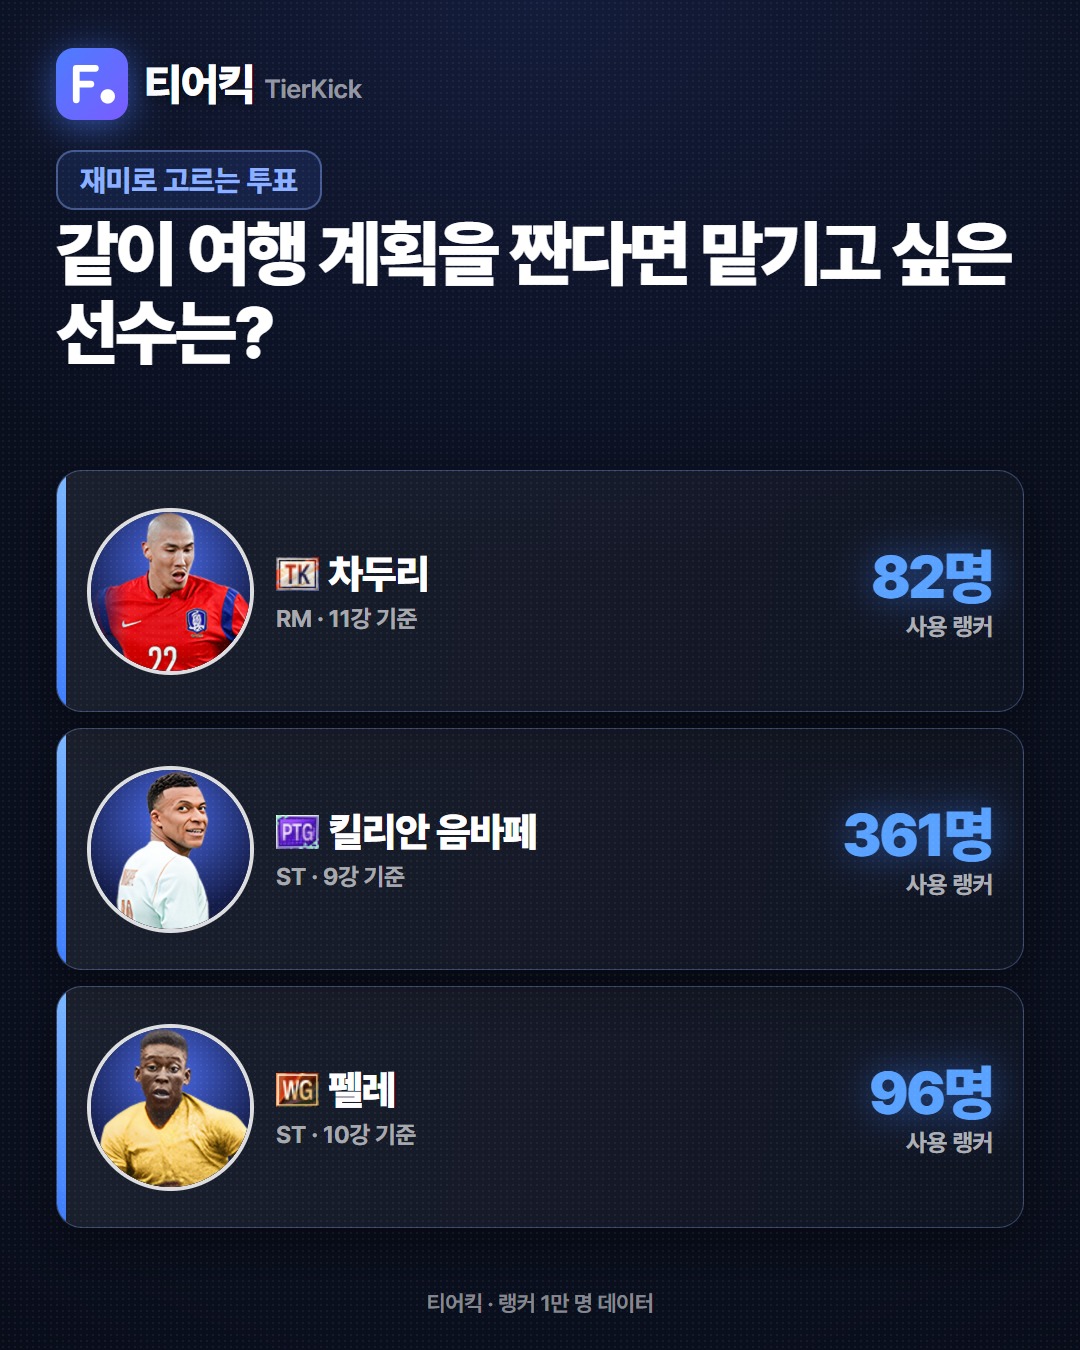 F.
티어킥 TierKick
재미로 고르는 투표
같이 여행 계획을 짠다면 맡기고 싶은
선수는?
22
TK 차두리
RM · 11강 기준
82명
사용 랭커
PTG 킬리안 음바페
ST · 9강 기준
361명
사용 랭커
WG 펠레
ST · 10강 기준
96명
사용 랭커
티어킥 · 랭커 1만 명 데이터